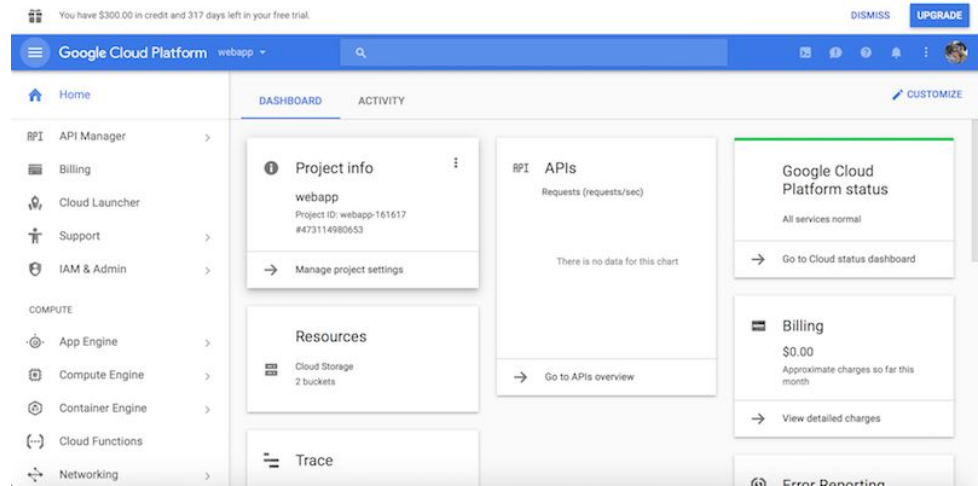 You have $300.00 in credit and 317 days left in your free trial.
DISMISS
UPGRADE
Google Cloud Platform
webapp
Home
API API Manager
Billing
Cloud Launcher
Support
IAM & Admin
COMPUTE
App Engine
Compute Engine
Container Engine
Cloud Functions
Networking
DASHBOARD
ACTIVITY
CUSTOMIZE
Project info
webapp
Project ID: webapp-161617
#473114980653
Manage project settings
Resources
Cloud Storage
2 buckets
Trace
API APIs
Requests (requests/sec)
There is no data for this chart
Go to APIs overview
Google Cloud
Platform status
All services normal
Go to Cloud status dashboard
Billing
$0.00
Approximate charges so far this
month
View detailed charges
Error Reporting